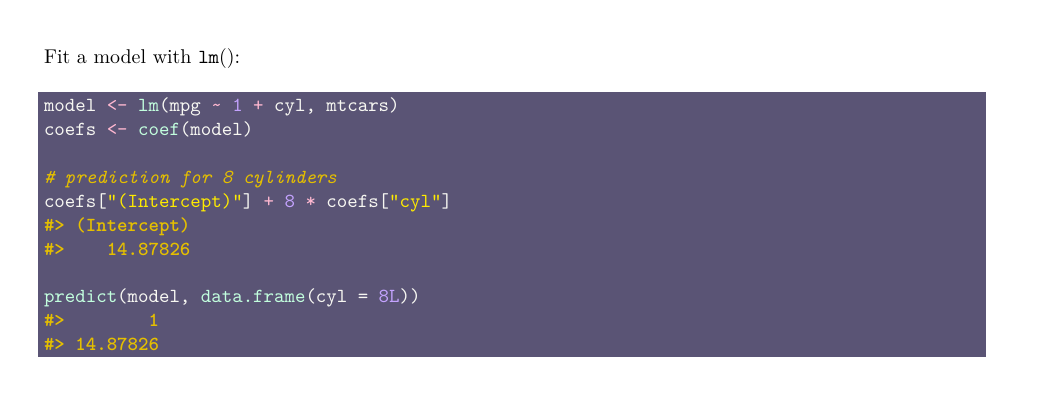 Fit a model with lm():
model <- lm(mpg ~ 1 + cyl, mtcars)
coefs <- coef(model)
# prediction for 8 cylinders
coefs["(Intercept)"] + 8 * coefs["cyl"]
#> (Intercept)
#>    14.87826
predict(model, data.frame(cyl = 8L))
#>        1
#> 14.87826